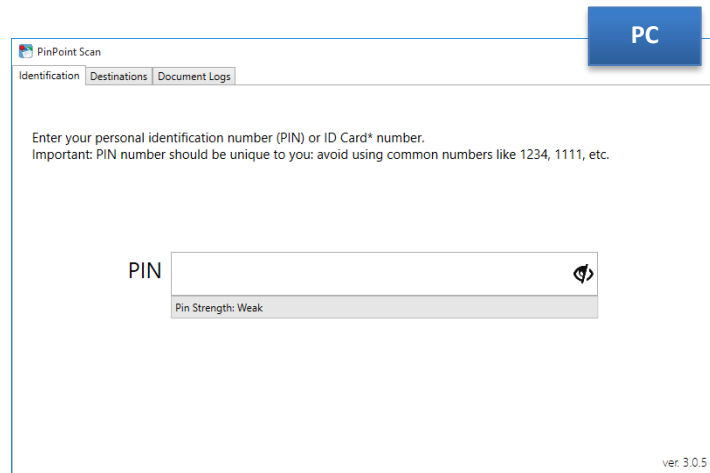 PC
PinPoint Scan
Identification Destinations Document Logs
Enter your personal identification number (PIN) or ID Card* number.
Important: PIN number should be unique to you: avoid using common numbers like 1234, 1111, etc.
PIN
Pin Strength: Weak
ver. 3.0.5